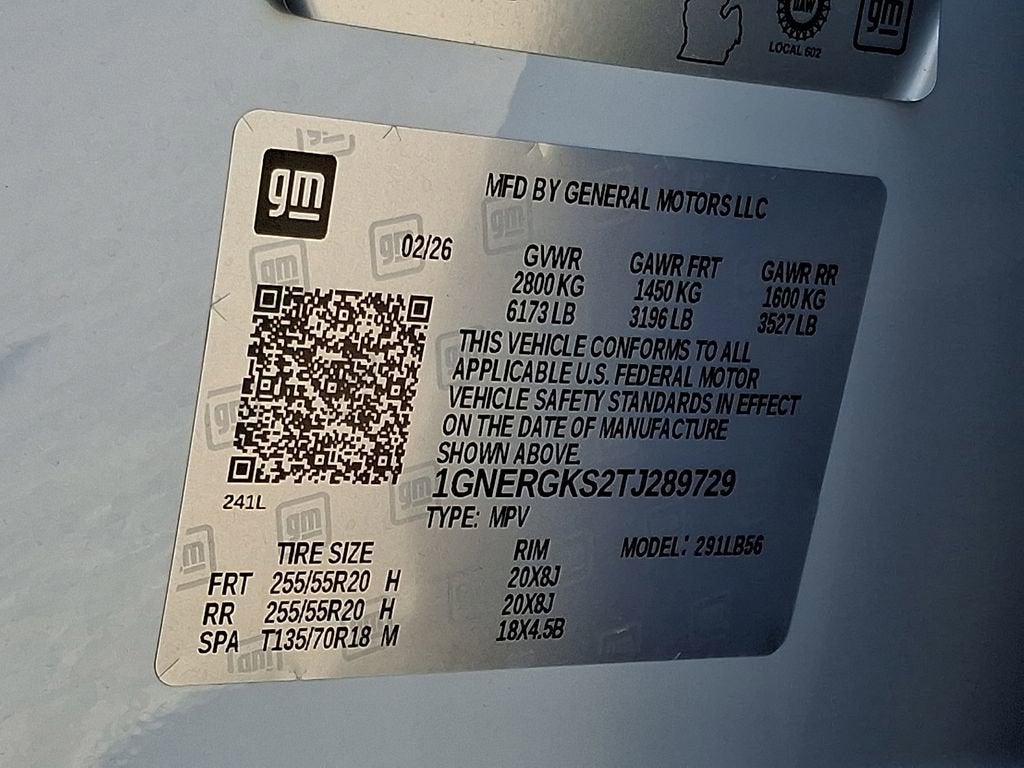 UAW
LOCAL 602
gm
gm
MFD BY GENERAL MOTORS LLC
02/26
GVWR GAWR FRT GAWR RR
2800 KG 1450 KG 1600 KG
6173 LB 3196 LB 3527 LB
THIS VEHICLE CONFORMS TO ALL
APPLICABLE U.S. FEDERAL MOTOR
VEHICLE SAFETY STANDARDS IN EFFECT
ON THE DATE OF MANUFACTURE
SHOWN ABOVE.
1GNERGKS2TJ289729
241L
TYPE: MPV
TIRE SIZE RIM MODEL: 291LB56
FRT 255/55R20 H 20X8J
RR 255/55R20 H 20X8J
SPA T135/70R18 M 18X4.5B